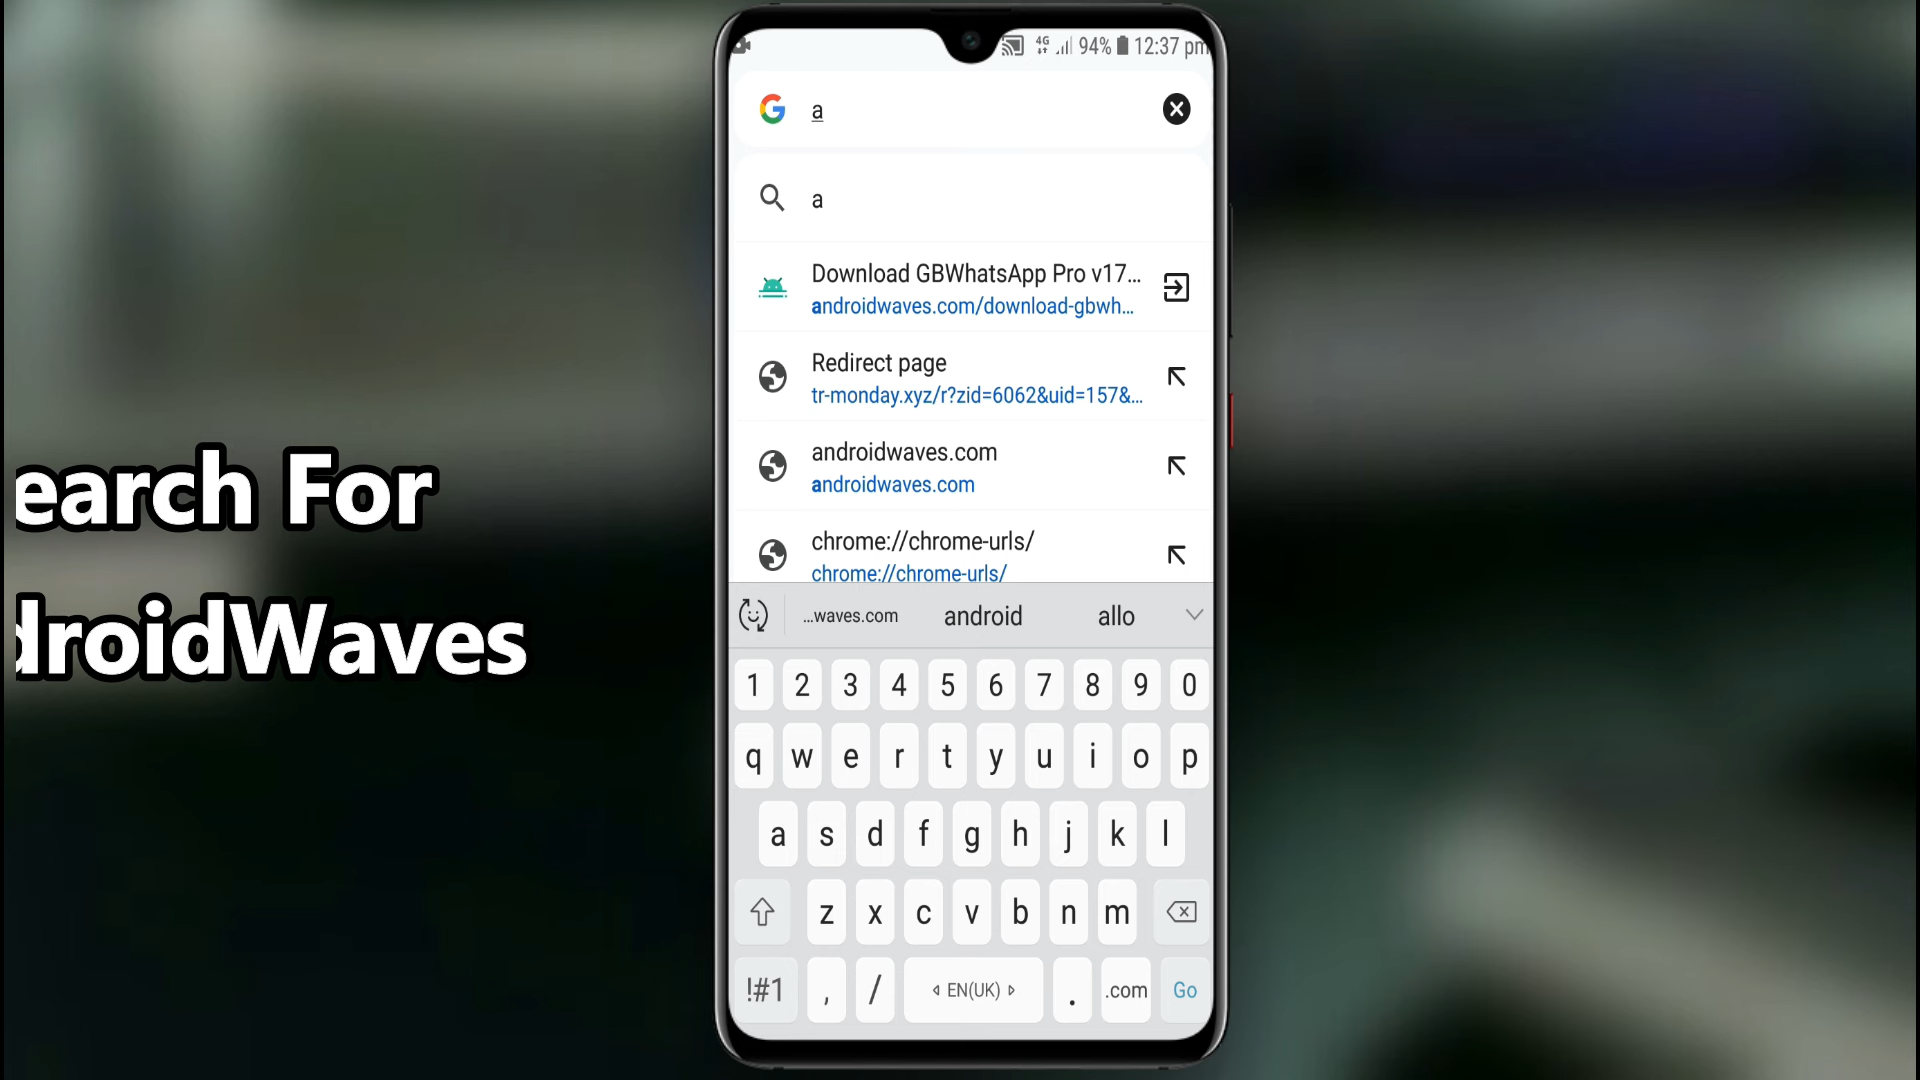 4G 94% 12:37 pm
a
a
Download GBWhatsApp Pro v17...
androidwaves.com/download-gbwh...
Redirect page
tr-monday.xyz/r?zid=6062&uid=157&...
androidwaves.com
androidwaves.com
chrome://chrome-urls/
chrome://chrome-urls/
earch For
droidWaves
...waves.com android allo
1 2 3 4 5 6 7 8 9 0
q w e r t y u i o p
a s d f g h j k l
z x c v b n m
!#1 , / EN(UK) . .com Go